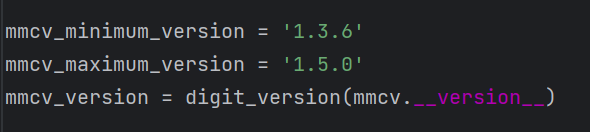 mmcv_minimum_version = '1.3.6'
mmcv_maximum_version = '1.5.0'
mmcv_version = digit_version(mmcv.__version__)